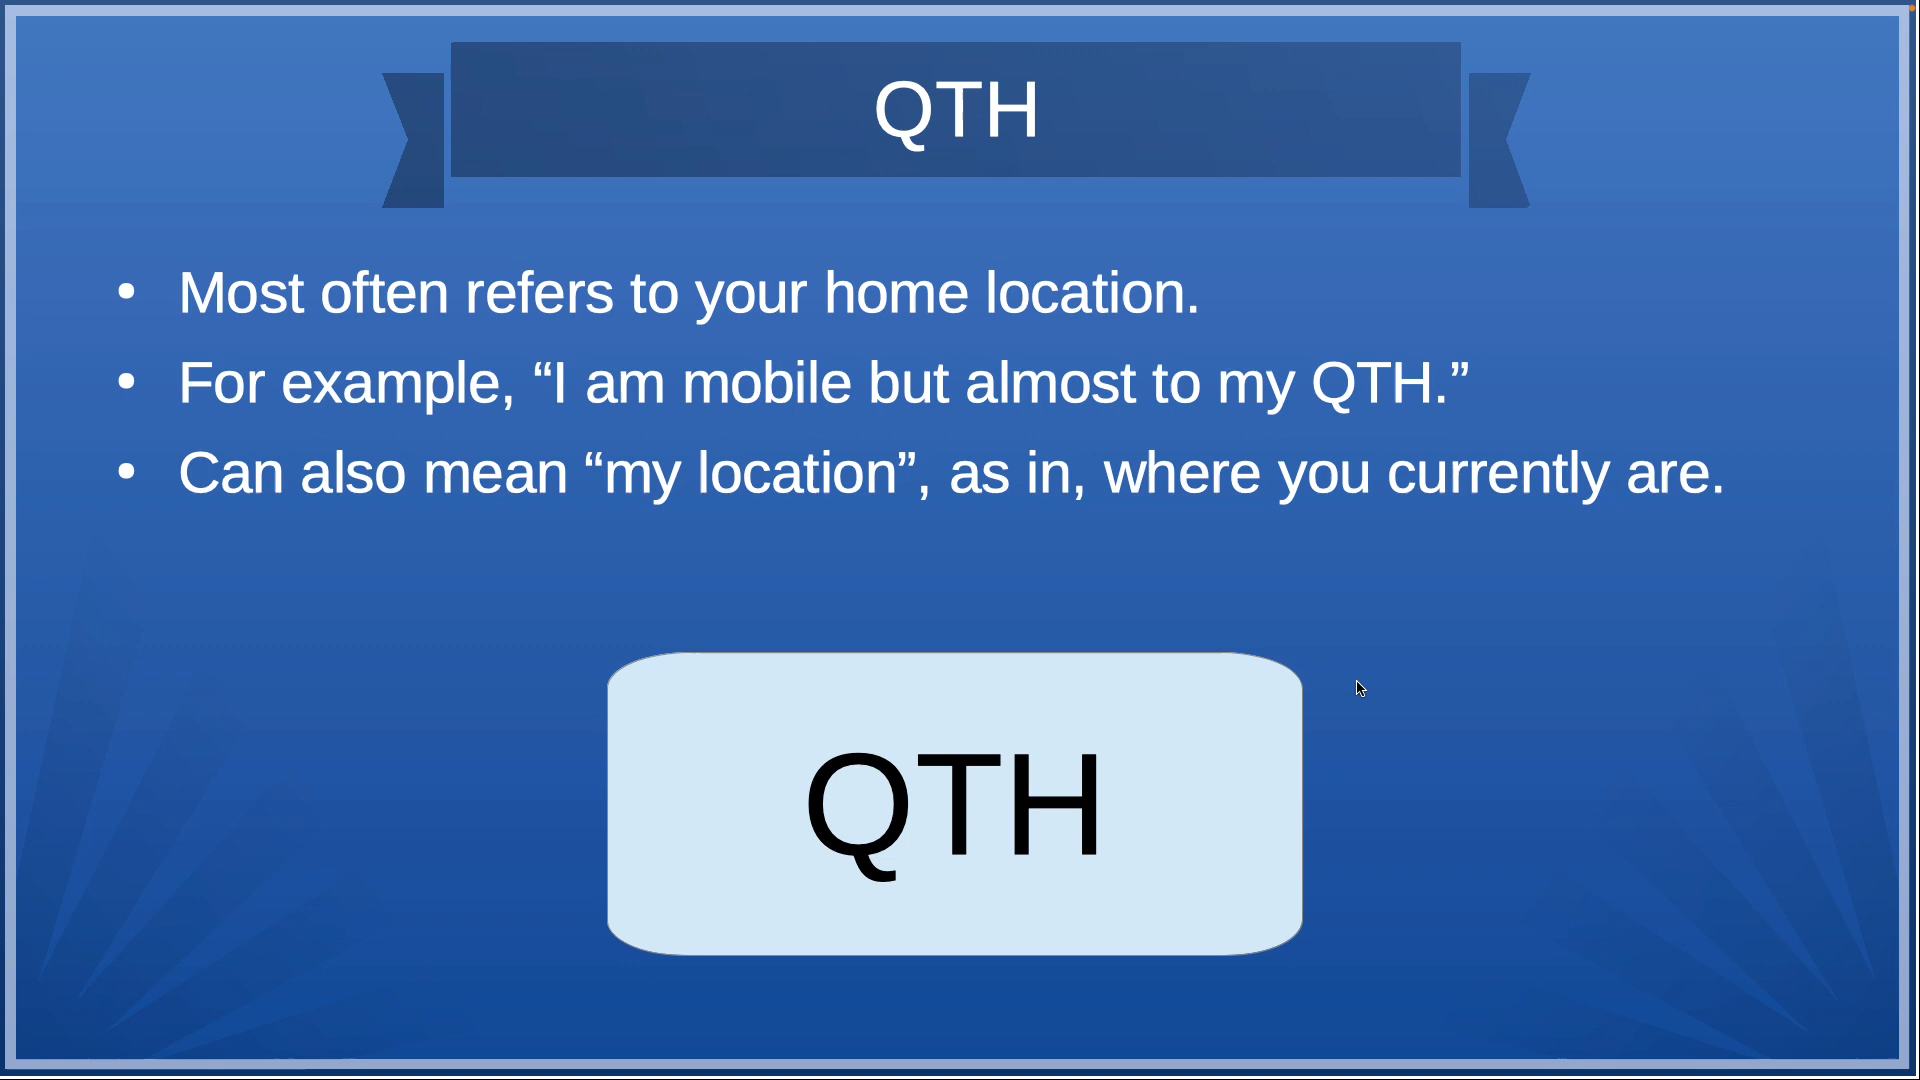 QTH
• Most often refers to your home location.
• For example, “I am mobile but almost to my QTH.”
• Can also mean “my location”, as in, where you currently are.
QTH